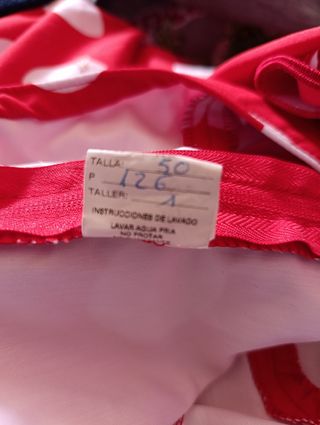 TALLA: 50
P 126
TALLER: 1
INSTRUCCIONES DE LAVADO
LAVAR AGUA FRIA
NO FROTAR